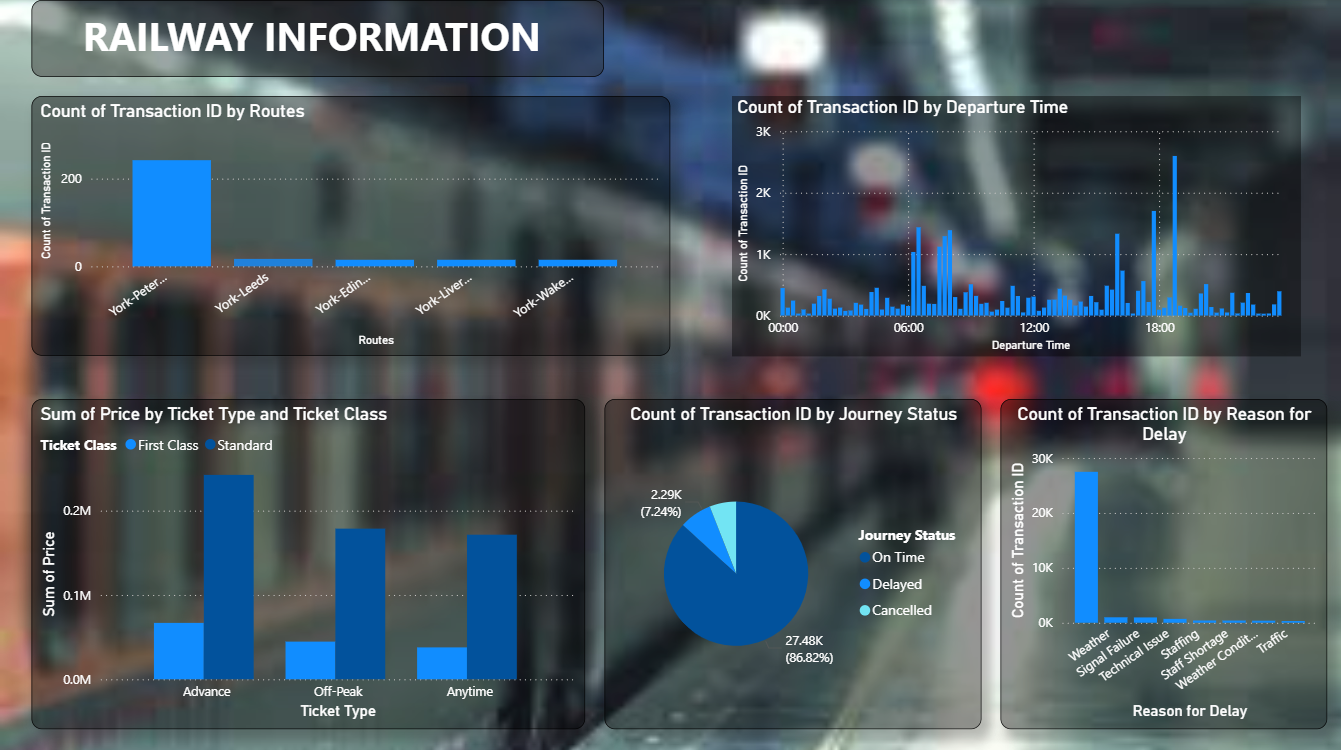 RAILWAY INFORMATION
Count of Transaction ID by Routes
Count of Transaction ID
200
0
York-Peter...
York-Leeds
York-Edin...
York-Liver...
York-Wake...
Routes
Count of Transaction ID by Departure Time
Count of Transaction ID
3K
2K
1K
0K
00:00
06:00
12:00
18:00
Departure Time
Sum of Price by Ticket Type and Ticket Class
Ticket Class First Class Standard
Sum of Price
0.2M
0.1M
0.0M
Advance
Off-Peak
Anytime
Ticket Type
Count of Transaction ID by Journey Status
2.29K
(7.24%)
27.48K
(86.82%)
Journey Status
On Time
Delayed
Cancelled
Count of Transaction ID by Reason for
Delay
Count of Transaction ID
30K
20K
10K
0K
Weather
Signal Failure
Technical Issue
Staffing
Staff Shortage
Weather Condit...
Traffic
Reason for Delay